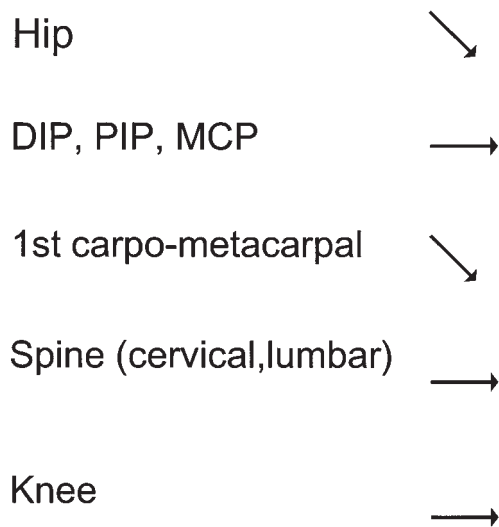 Hip
DIP, PIP, MCP
1st carpo-metacarpal
Spine (cervical,lumbar)
Knee